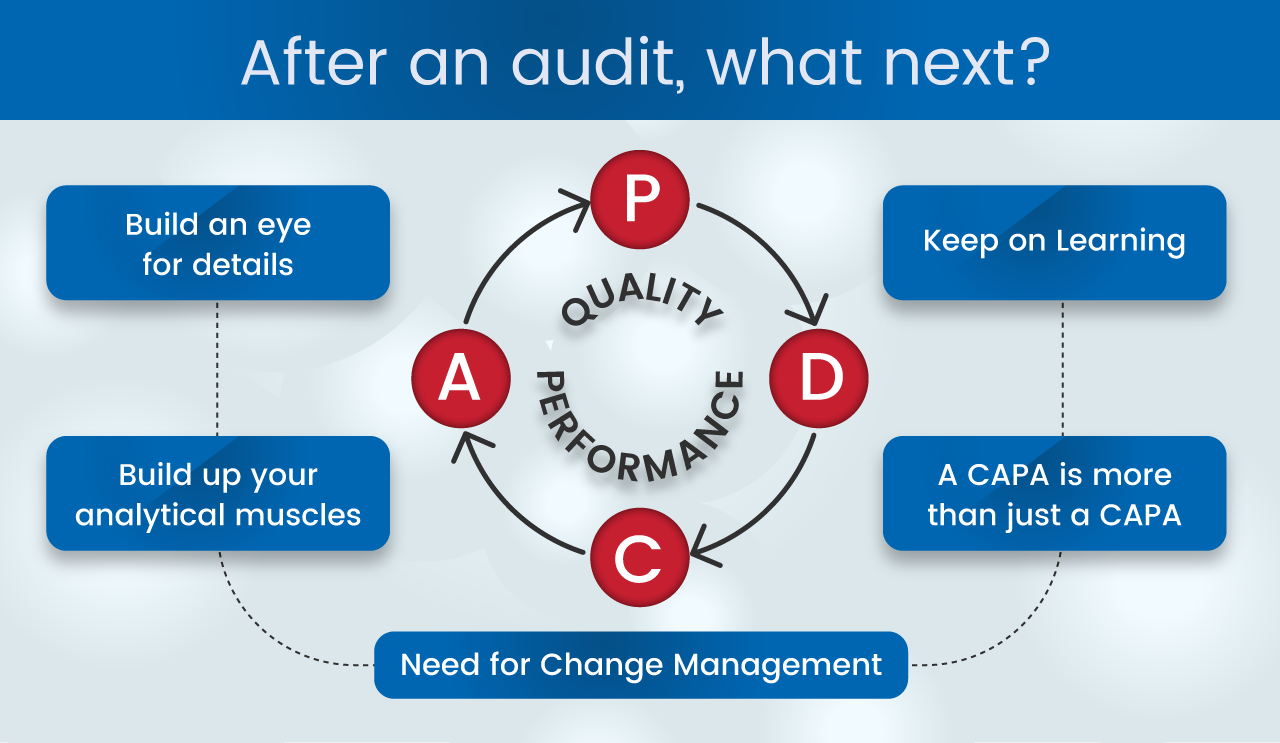 After an audit, what next?
Build an eye
for details
Build up your
analytical muscles
P
D
C
A
QUALITY
PERFORMANCE
Keep on Learning
A CAPA is more
than just a CAPA
Need for Change Management